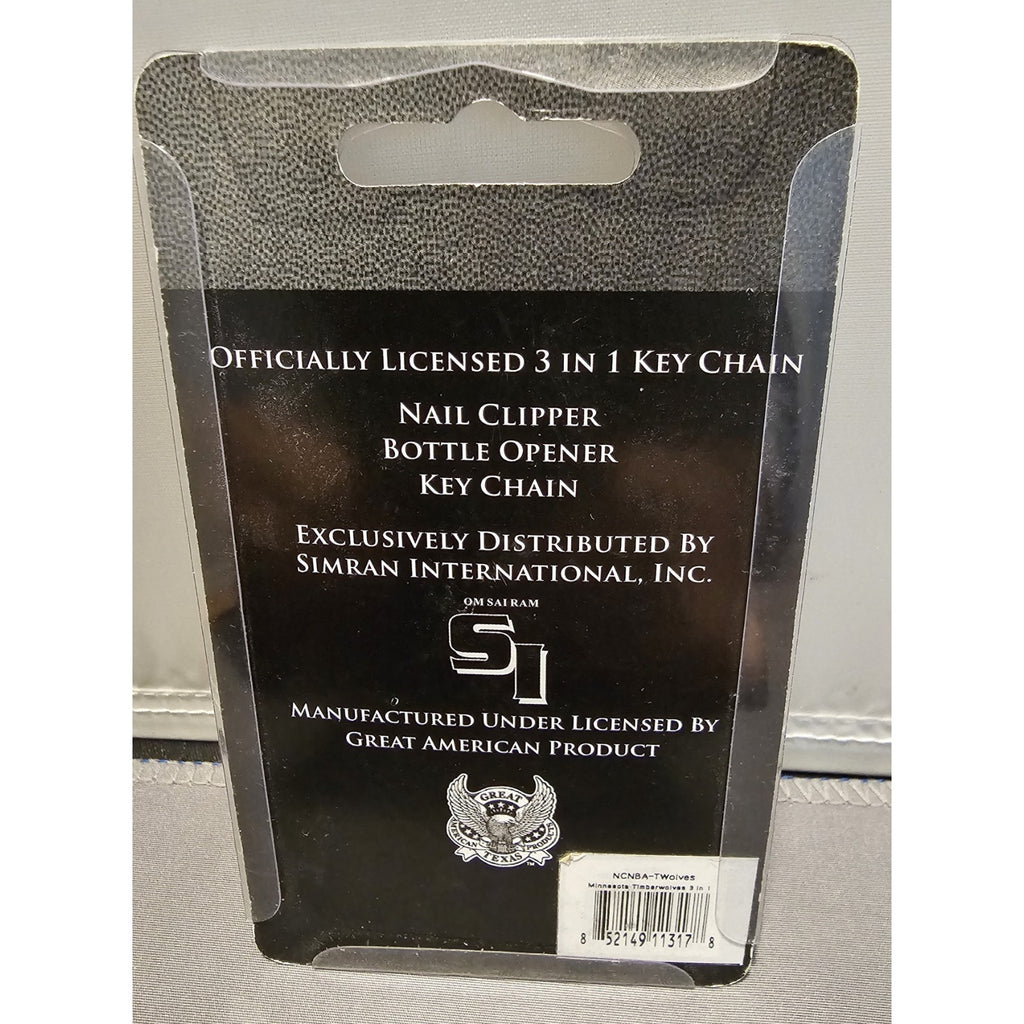 Officially Licensed 3 in 1 Key Chain
Nail Clipper
Bottle Opener
Key Chain
Exclusively Distributed By
Simran International, Inc.
OM SAI RAM
SI
Manufactured Under Licensed By
Great American Product
GREAT
AMERICAN PRODUCTS
TEXAS
TM
NCNBA-TWolves
Minnesota Timberwolves 3 in 1
8 52149 11317 8